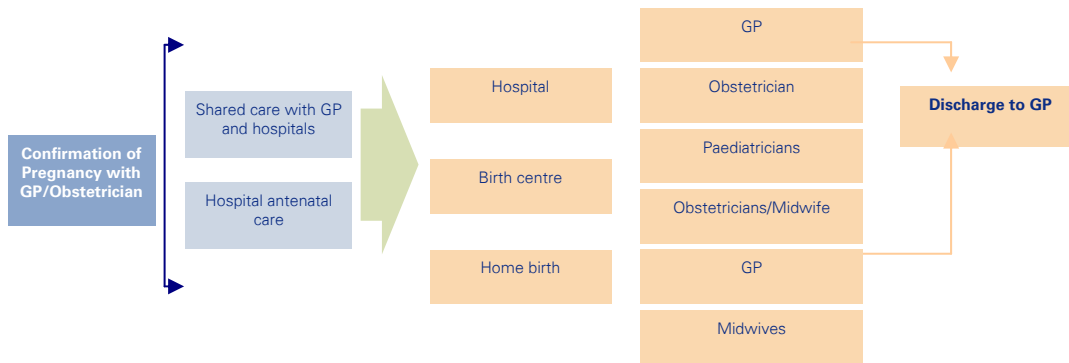 Confirmation of
Pregnancy with
GP/Obstetrician
Shared care with GP
and hospitals
Hospital antenatal
care
Hospital
Birth centre
Home birth
GP
Obstetrician
Paediatricians
Obstetricians/Midwife
GP
Midwives
Discharge to GP